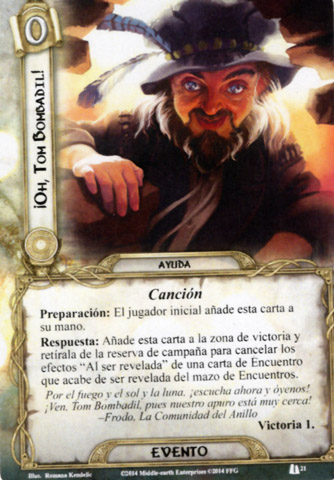 0
¡Oh, Tom Bombadil!
AYUDA
Canción
Preparación: El jugador inicial añade esta carta a
su mano.
Respuesta: Añade esta carta a la zona de victoria y
retírala de la reserva de campaña para cancelar los
efectos “Al ser revelada” de una carta de Encuentro
que acabe de ser revelada del mazo de Encuentros.
Por el fuego y el sol y la luna, ¡escucha ahora y óyenos!
¡Ven, Tom Bombadil, pues nuestro apuro está muy cerca!
–Frodo, La Comunidad del Anillo
Victoria 1.
EVENTO
Illus. Romana Kendelic ©2014 Middle-earth Enterprises ©2014 FFG 21